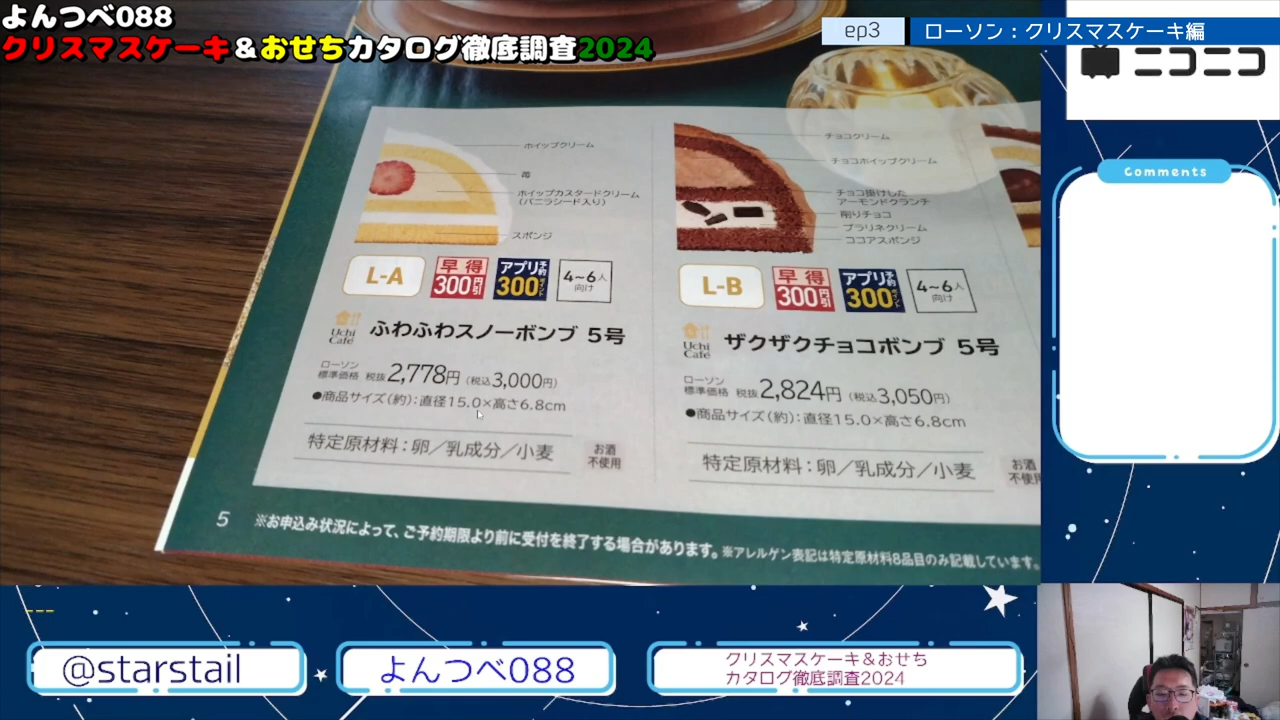 よんつべ088
クリスマスケーキ＆おせちカタログ徹底調査2024
ep3
ローソン：クリスマスケーキ編
ニコニコ
Comments
ホイップクリーム
苺
ホイップカスタードクリーム
(バニラシード入り)
スポンジ
L-A
早得
300円引
アプリ予約
300ポイント
4~6人
向け
Uchi
Café
ふわふわスノーボンブ 5号
ローソン
標準価格 税抜2,778円(税込3,000円)
●商品サイズ(約):直径15.0×高さ6.8cm
特定原材料:卵／乳成分／小麦
お酒
不使用
チョコクリーム
チョコホイップクリーム
チョコ掛けした
アーモンドクランチ
削りチョコ
プラリネクリーム
ココアスポンジ
L-B
早得
300円引
アプリ予約
300ポイント
4~6人
向け
Uchi
Café
ザクザクチョコボンブ 5号
ローソン
標準価格 税抜2,824円(税込3,050円)
●商品サイズ(約):直径15.0×高さ6.8cm
特定原材料:卵／乳成分／小麦
お酒
不使用
5
※お申込み状況によって、ご予約期限より前に受付を終了する場合があります。※アレルゲン表記は特定原材料8品目のみ記載しています。
---
@starstail
よんつべ088
クリスマスケーキ＆おせち
カタログ徹底調査2024